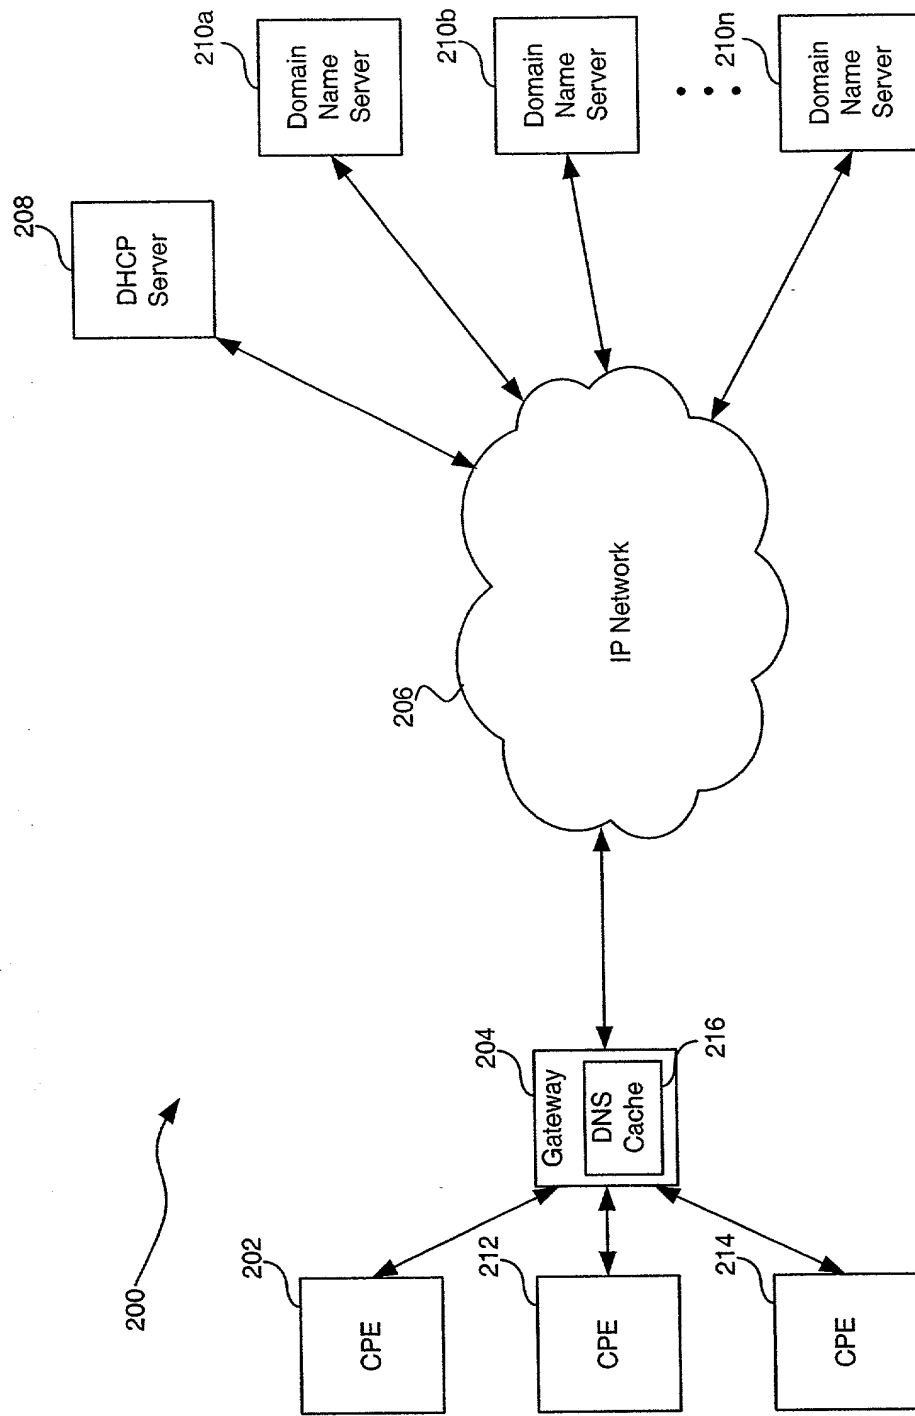 200
202
CPE
212
CPE
214
CPE
204
Gateway
DNS
Cache
216
206
IP Network
208
DHCP
Server
210a
Domain
Name
Server
210b
Domain
Name
Server
210n
Domain
Name
Server